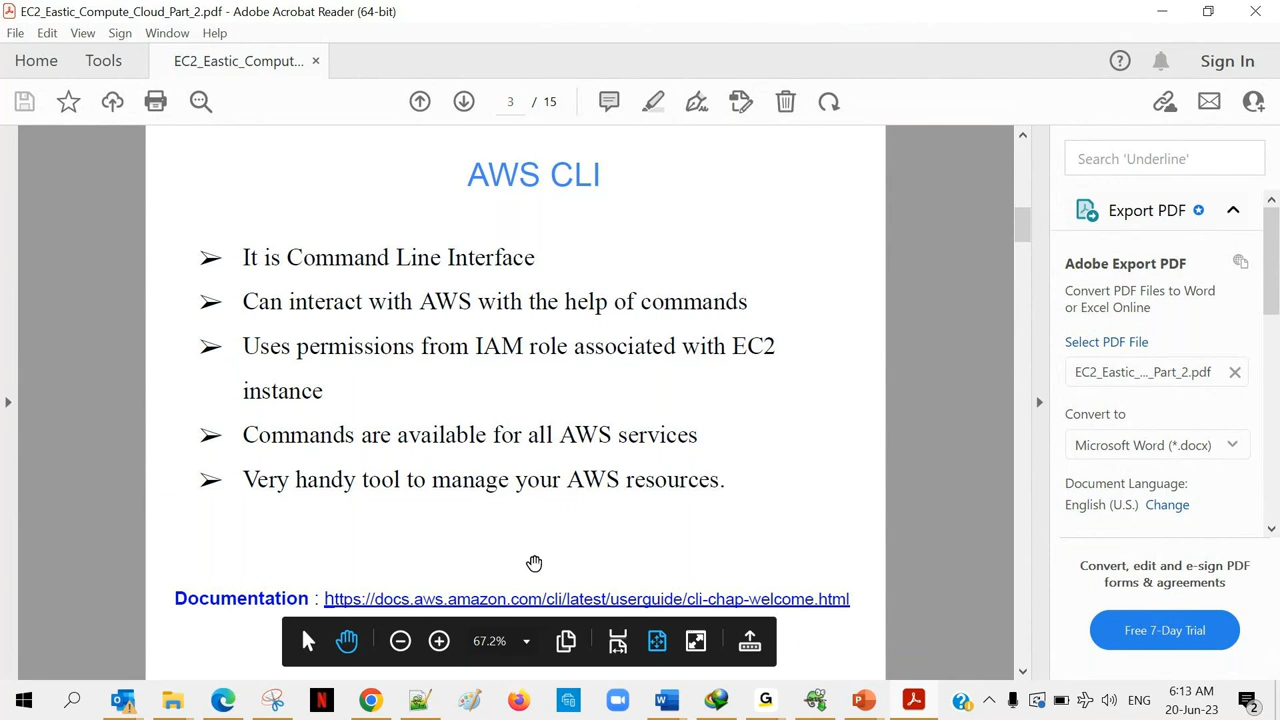 EC2_Eastic_Compute_Cloud_Part_2.pdf - Adobe Acrobat Reader (64-bit)
File Edit View Sign Window Help
Home Tools EC2_Eastic_Comput... × Sign In
3 / 15
AWS CLI
➢ It is Command Line Interface
➢ Can interact with AWS with the help of commands
➢ Uses permissions from IAM role associated with EC2
instance
➢ Commands are available for all AWS services
➢ Very handy tool to manage your AWS resources.
Documentation : https://docs.aws.amazon.com/cli/latest/userguide/cli-chap-welcome.html
67.2%
Search 'Underline'
Export PDF
Adobe Export PDF
Convert PDF Files to Word
or Excel Online
Select PDF File
EC2_Eastic_..._Part_2.pdf
Convert to
Microsoft Word (*.docx)
Document Language:
English (U.S.) Change
Convert, edit and e-sign PDF
forms & agreements
Free 7-Day Trial
ENG
6:13 AM
20-Jun-23
2